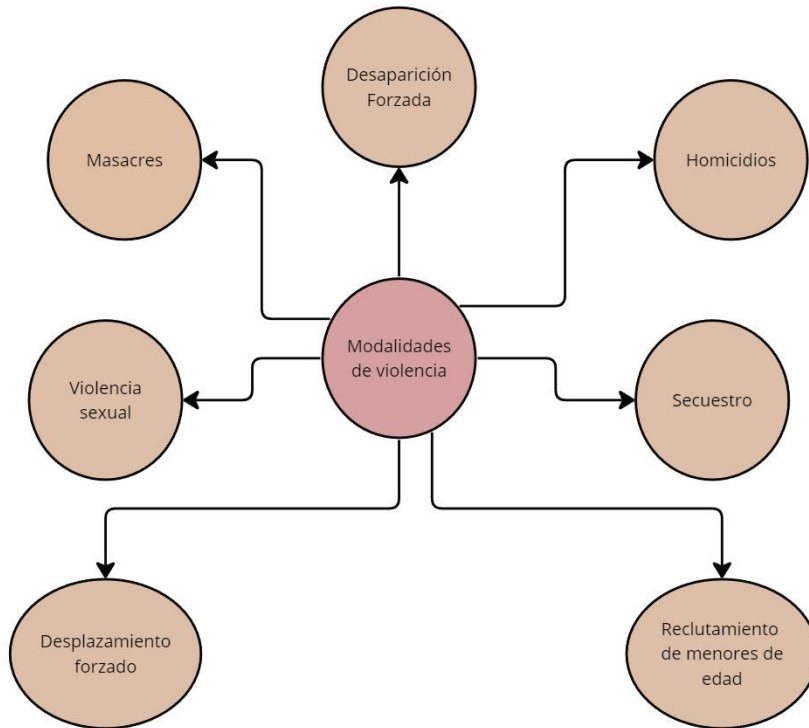 Desaparición
Forzada
Masacres
Homicidios
Modalidades
de violencia
Violencia
sexual
Secuestro
Desplazamiento
forzado
Reclutamiento
de menores de
edad